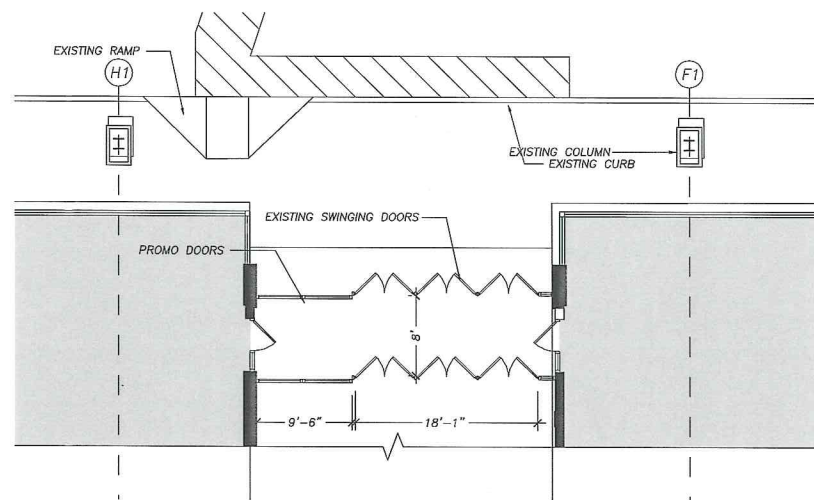 EXISTING RAMP
H1
F1
EXISTING COLUMN
EXISTING CURB
EXISTING SWINGING DOORS
PROMO DOORS
8'
9'-6"
18'-1"